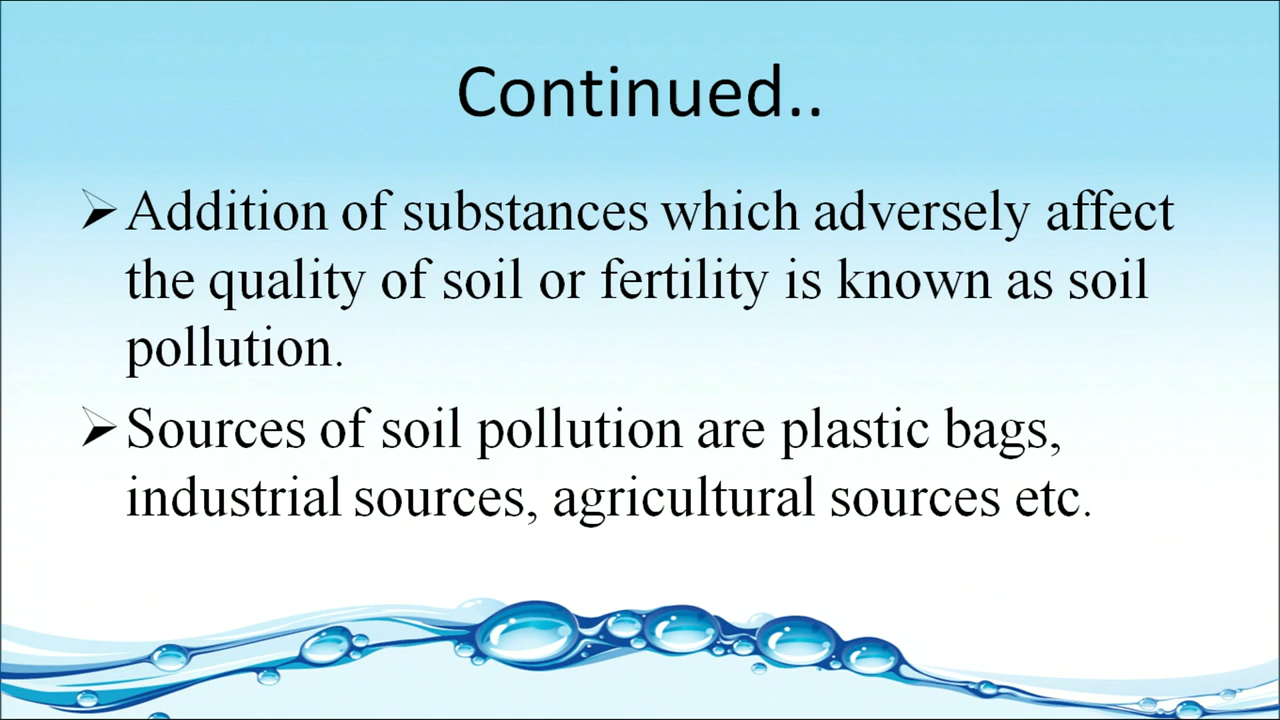 Continued..
➢Addition of substances which adversely affect
the quality of soil or fertility is known as soil
pollution.
➢Sources of soil pollution are plastic bags,
industrial sources, agricultural sources etc.